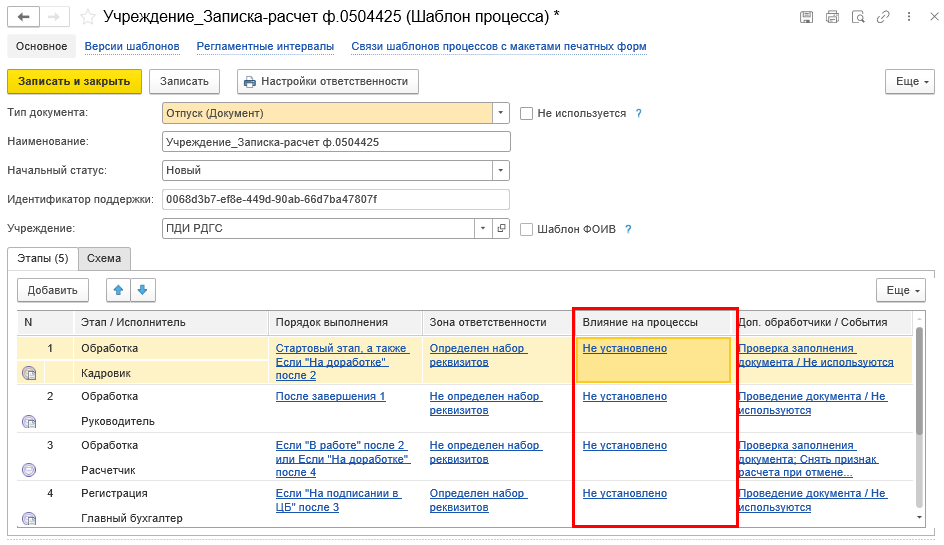 Учреждение_Записка-расчет ф.0504425 (Шаблон процесса) *
Основное Версии шаблонов Регламентные интервалы Связи шаблонов процессов с макетами печатных форм
Записать и закрыть Записать Настройки ответственности Еще
Тип документа: Отпуск (Документ) Не используется ?
Наименование: Учреждение_Записка-расчет ф.0504425
Начальный статус: Новый
Идентификатор поддержки: 0068d3b7-ef8e-449d-90ab-66d7ba47807f
Учреждение: ПДИ РДГС Шаблон ФОИВ ?
Этапы (5) Схема
Добавить Еще
N Этап / Исполнитель Порядок выполнения Зона ответственности Влияние на процессы Доп. обработчики / События
1 Обработка Стартовый этап, а также Определен набор Не установлено Проверка заполнения
Если "На доработке" реквизитов документа / Не используются
Кадровик после 2
2 Обработка После завершения 1 Не определен набор Не установлено Проведение документа / Не
реквизитов используются
Руководитель
3 Обработка Если "В работе" после 2 Не определен набор Не установлено Проверка заполнения
или Если "На доработке" реквизитов документа; Снять признак
Расчетчик после 4 расчета при отмене...
4 Регистрация Если "На подписании в Определен набор Не установлено Проведение документа / Не
ЦБ" после 3 реквизитов используются
Главный бухгалтер